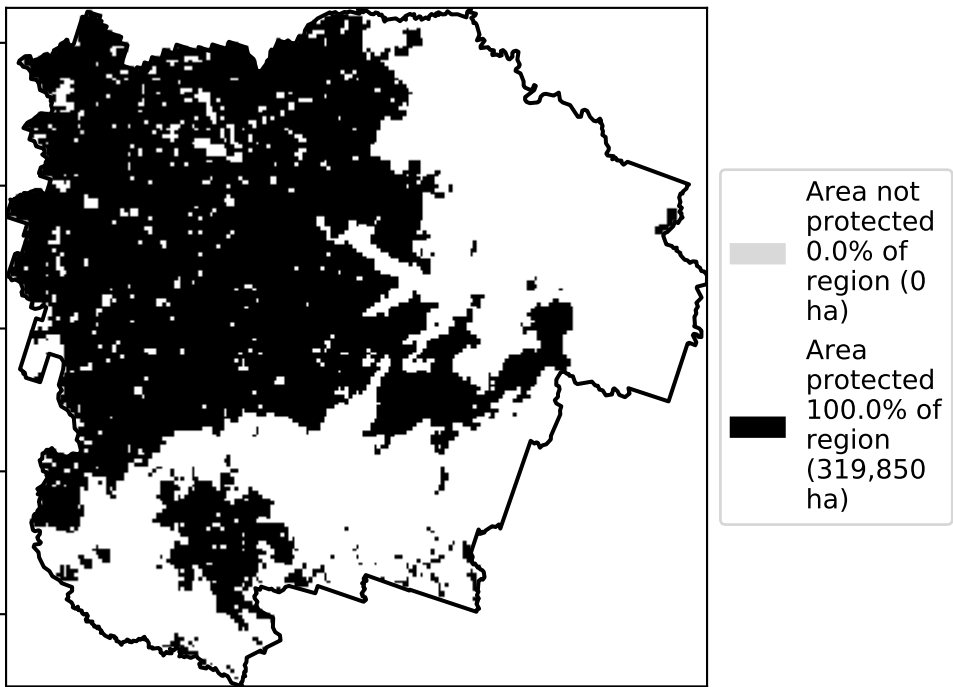 Area not
protected
0.0% of
region (0
ha)
Area
protected
100.0% of
region
(319,850
ha)